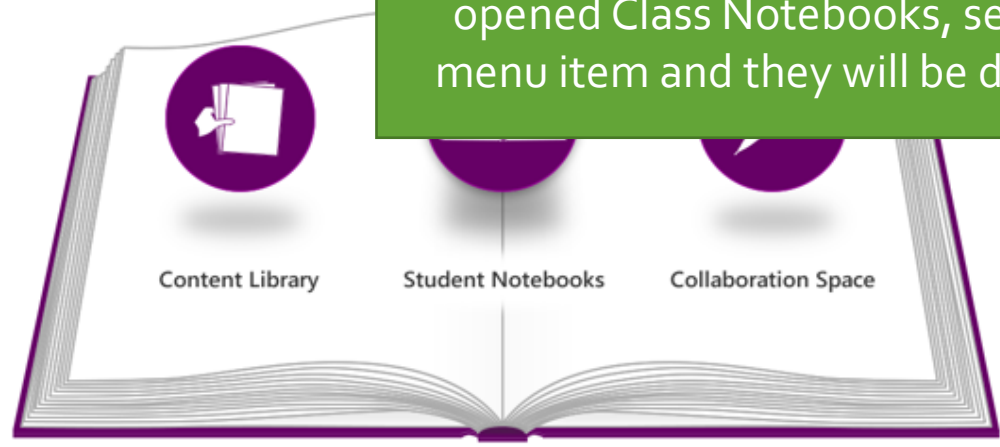 opened Class Notebooks, se
menu item and they will be d
Content Library
Student Notebooks
Collaboration Space